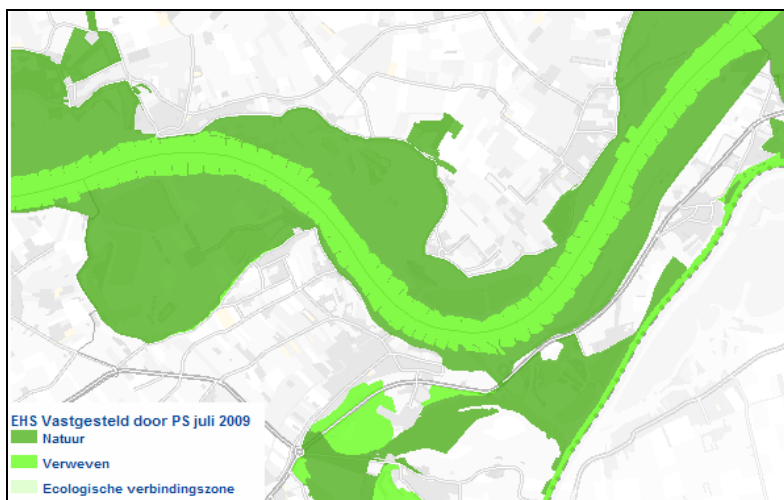 EHS Vastgesteld door PS juli 2009
Natuur
Verweven
Ecologische verbindingszone